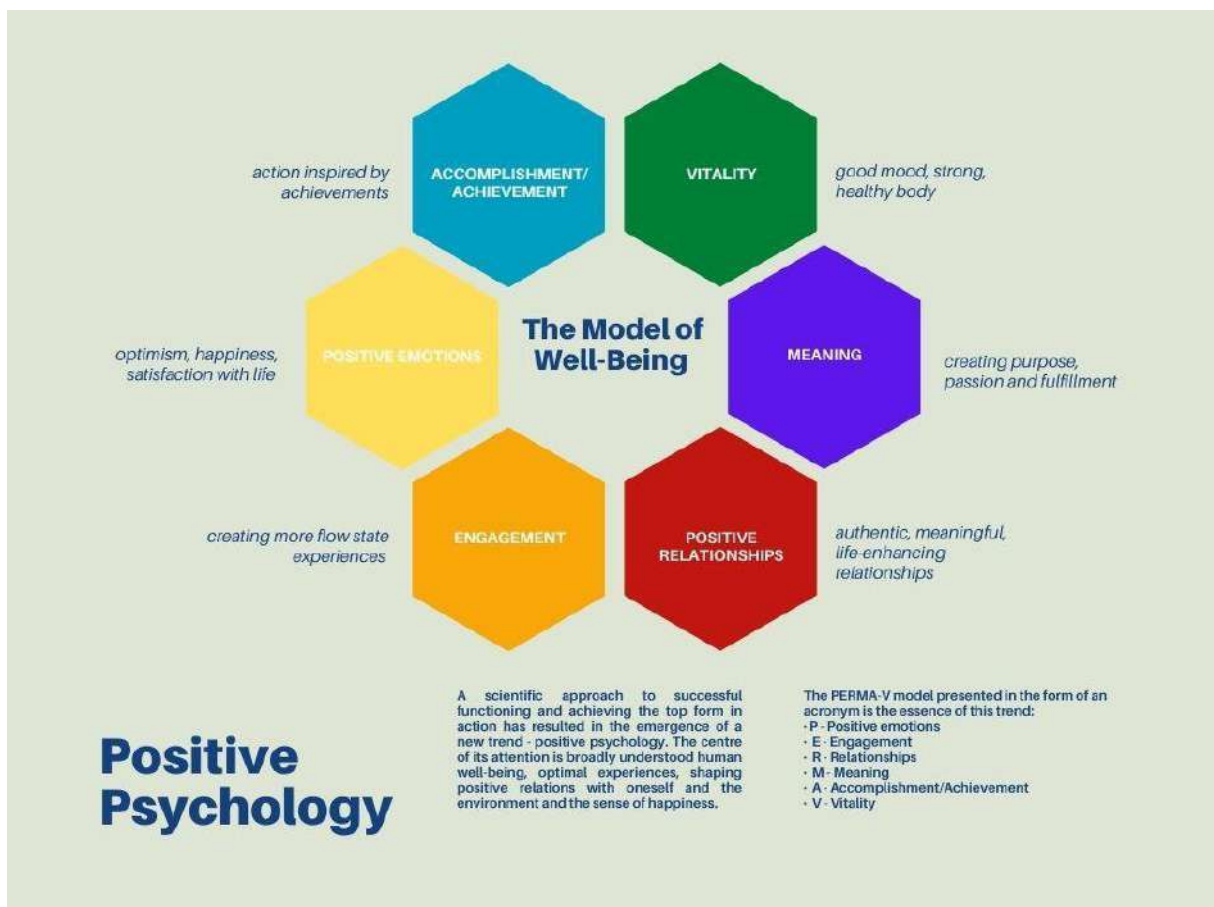 ACCOMPLISHMENT/
ACHIEVEMENT
action inspired by
achievements
VITALITY
good mood, strong,
healthy body
POSITIVE EMOTIONS
optimism, happiness,
satisfaction with life
The Model of
Well-Being
MEANING
creating purpose,
passion and fulfillment
ENGAGEMENT
creating more flow state
experiences
POSITIVE
RELATIONSHIPS
authentic, meaningful,
life-enhancing
relationships
Positive
Psychology
A scientific approach to successful
functioning and achieving the top form in
action has resulted in the emergence of a
new trend - positive psychology. The centre
of its attention is broadly understood human
well-being, optimal experiences, shaping
positive relations with oneself and the
environment and the sense of happiness.
The PERMA-V model presented in the form of an
acronym is the essence of this trend:
· P - Positive emotions
· E - Engagement
· R - Relationships
· M - Meaning
· A - Accomplishment/Achievement
· V - Vitality